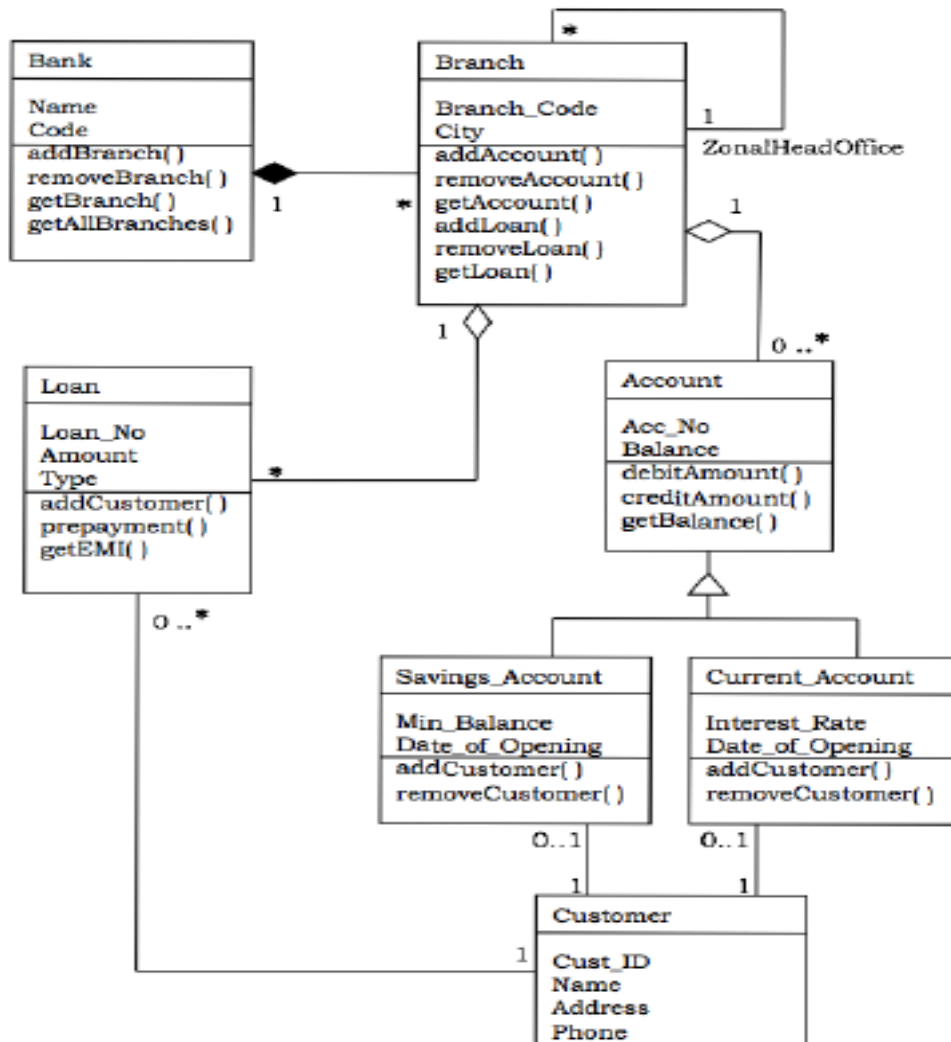 Bank
Name
Code
addBranch()
removeBranch()
getBranch()
getAllBranches()
1
*
Branch
Branch_Code
City
addAccount()
removeAccount()
getAccount()
addLoan()
removeLoan()
getLoan()
*
1
ZonalHeadOffice
1
0..*
1
*
Loan
Loan_No
Amount
Type
addCustomer()
prepayment()
getEMI()
0..*
Account
Acc_No
Balance
debitAmount()
creditAmount()
getBalance()
Savings_Account
Min_Balance
Date_of_Opening
addCustomer()
removeCustomer()
0..1
1
Current_Account
Interest_Rate
Date_of_Opening
addCustomer()
removeCustomer()
0..1
1
1
Customer
Cust_ID
Name
Address
Phone